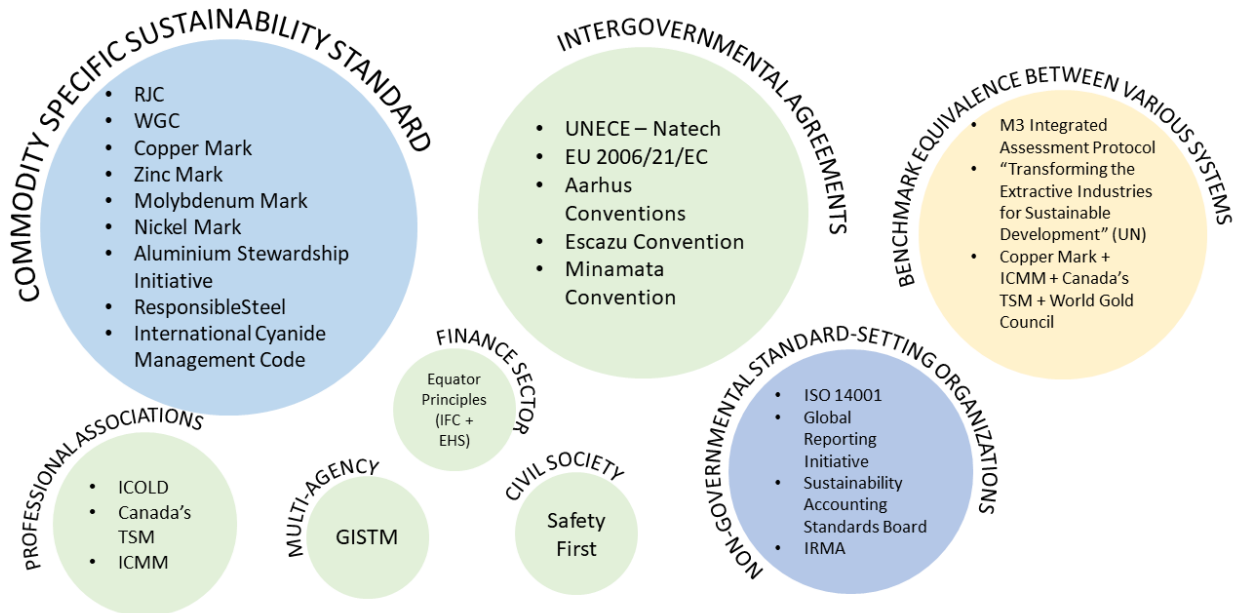 COMMODITY SPECIFIC SUSTAINABILITY STANDARD
• RJC
• WGC
• Copper Mark
• Zinc Mark
• Molybdenum Mark
• Nickel Mark
• Aluminium Stewardship
Initiative
• ResponsibleSteel
• International Cyanide
Management Code
INTERGOVERNMENTAL AGREEMENTS
• UNECE – Natech
• EU 2006/21/EC
• Aarhus
Conventions
• Escazu Convention
• Minamata
Convention
BENCHMARK EQUIVALENCE BETWEEN VARIOUS SYSTEMS
• M3 Integrated
Assessment Protocol
• “Transforming the
Extractive Industries
for Sustainable
Development” (UN)
• Copper Mark +
ICMM + Canada’s
TSM + World Gold
Council
PROFESSIONAL ASSOCIATIONS
• ICOLD
• Canada’s
TSM
• ICMM
MULTI-AGENCY
GISTM
FINANCE SECTOR
Equator
Principles
(IFC +
EHS)
CIVIL SOCIETY
Safety
First
NON-GOVERNMENTAL STANDARD-SETTING ORGANIZATIONS
• ISO 14001
• Global
Reporting
Initiative
• Sustainability
Accounting
Standards Board
• IRMA